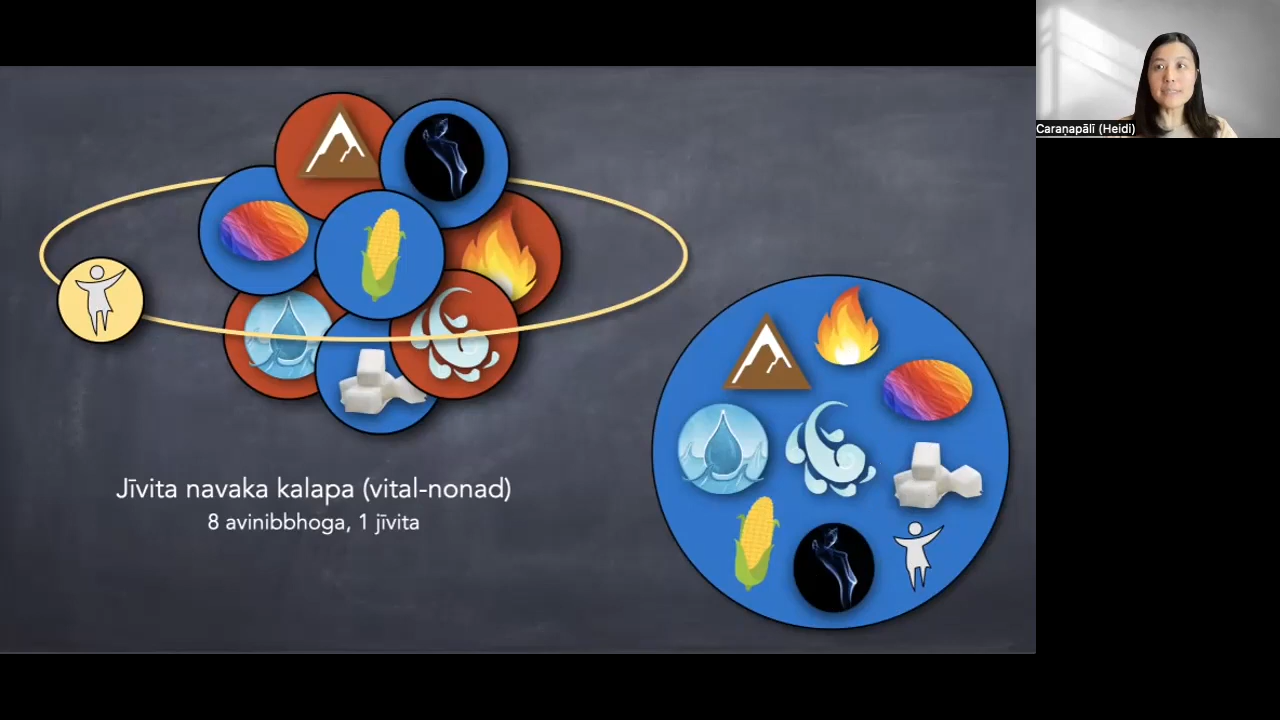 Caraṇapālī (Heidi)
Jīvita navaka kalapa (vital-nonad)
8 avinibbhoga, 1 jīvita